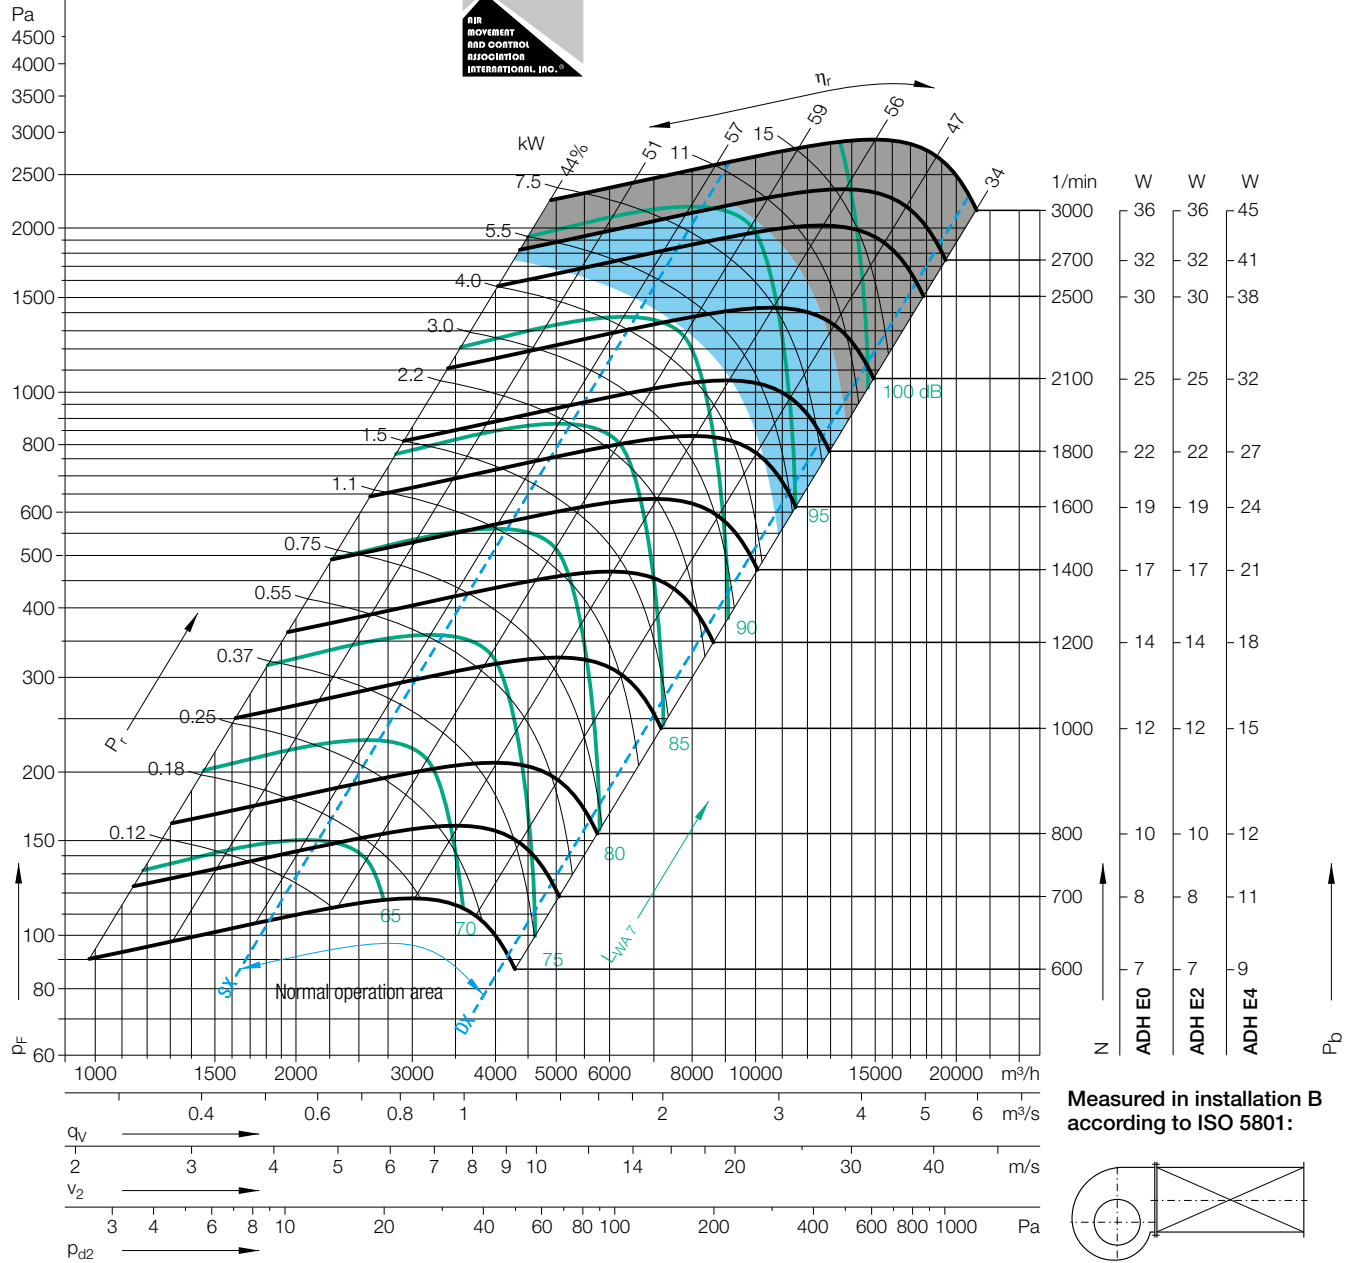 Pa
4500
4000
3500
3000
2500
2000
1500
1000
800
600
500
400
300
200
150
100
80
60
pF
AIR
MOVEMENT
AND CONTROL
ASSOCIATION
INTERNATIONAL, INC.®
ηr
kW
44%
51
57
59
56
47
34
15
11
7.5
5.5
4.0
3.0
2.2
1.5
1.1
0.75
0.55
0.37
0.25
0.18
0.12
Pr
100 dB
95
90
85
80
75
70
65
LWA 7
SX
Normal operation area
DX
1/min W W W
3000 36 36 45
2700 32 32 41
2500 30 30 38
2100 25 25 32
1800 22 22 27
1600 19 19 24
1400 17 17 21
1200 14 14 18
1000 12 12 15
800 10 10 12
700 8 8 11
600 7 7 9
N ADH E0 ADH E2 ADH E4 Pb
1000 1500 2000 3000 4000 5000 6000 8000 10000 15000 20000 m³/h
0.4 0.6 0.8 1 2 3 4 5 6 m³/s
qV
2 3 4 5 6 7 8 9 10 14 20 30 40 m/s
v2
3 4 6 8 10 20 40 60 80 100 200 400 600 800 1000 Pa
pd2
Measured in installation B
according to ISO 5801: